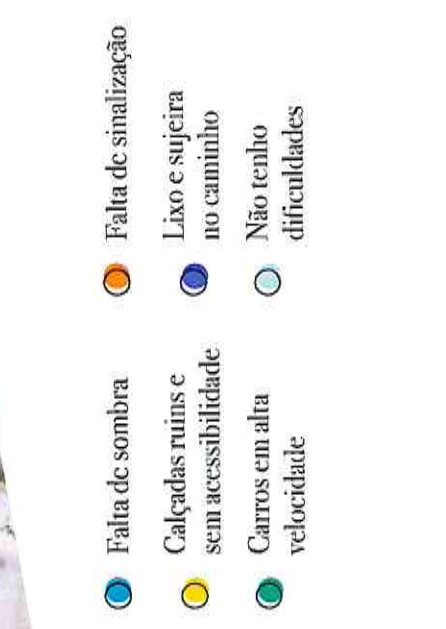 Falta de sombra
Calçadas ruins e
sem acessibilidade
Carros em alta
velocidade
Falta de sinalização
Lixo e sujeira
no caminho
Não tenho
dificuldades